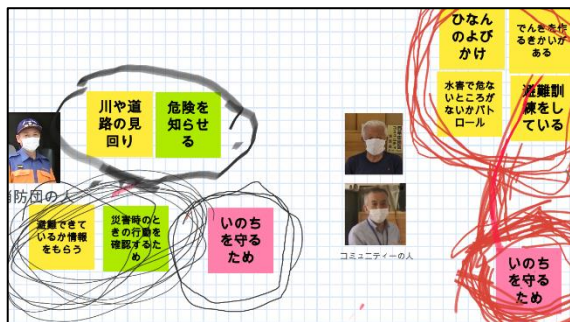 川や道
路の見
回り
危険を
知らせ
る
消防団の人
避難できて
いるか情報
をもらう
災害時のと
きの行動を
確認するた
め
いのち
を守る
ため
コミュニティーの人
ひなん
のよび
かけ
でんきを作
るきかいが
ある
水害で危な
いところが
ないかパト
ロール
避難訓
練をし
ている
いのち
を守る
ため